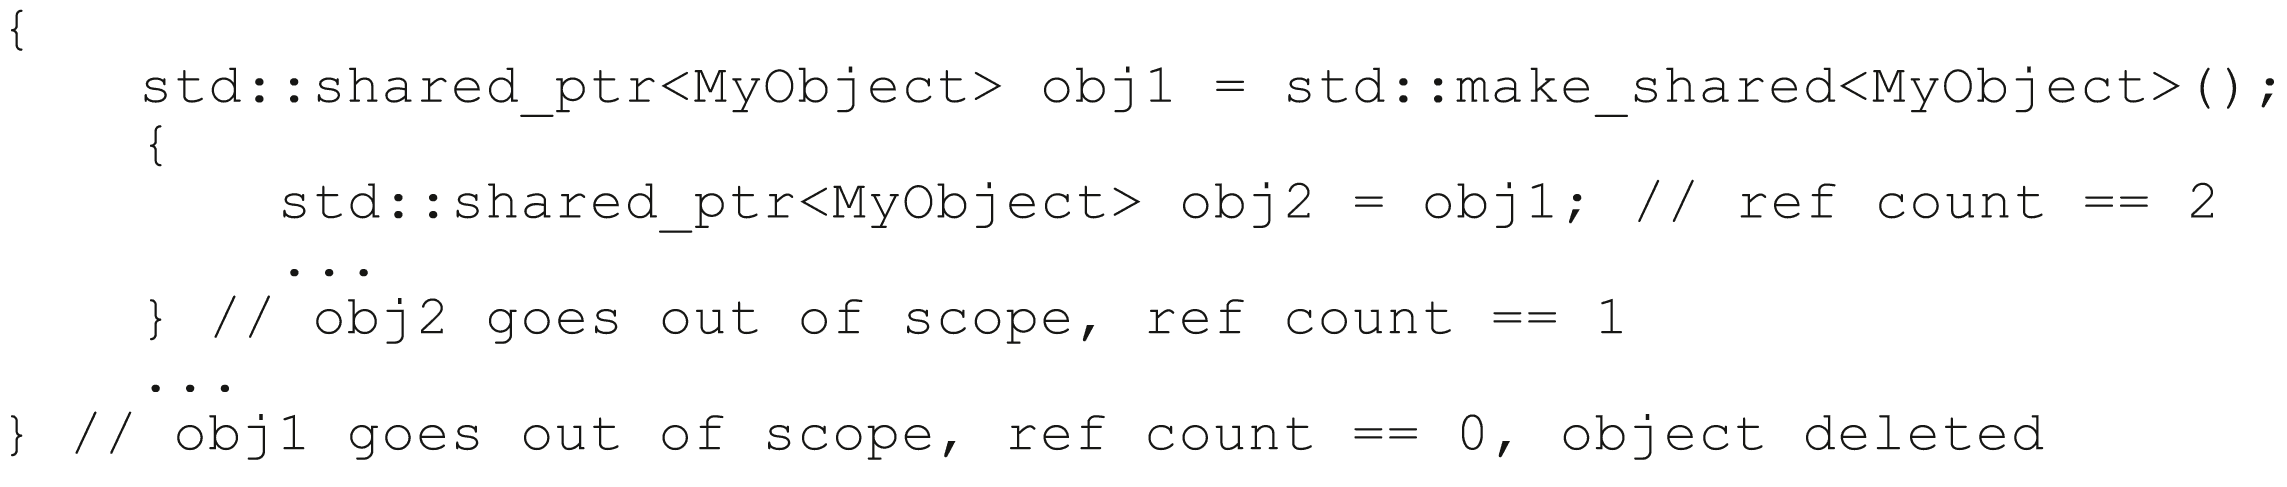 {
    std::shared_ptr<MyObject> obj1 = std::make_shared<MyObject>();
    {
        std::shared_ptr<MyObject> obj2 = obj1; // ref count == 2
        ...
    } // obj2 goes out of scope, ref count == 1
    ...
} // obj1 goes out of scope, ref count == 0, object deleted